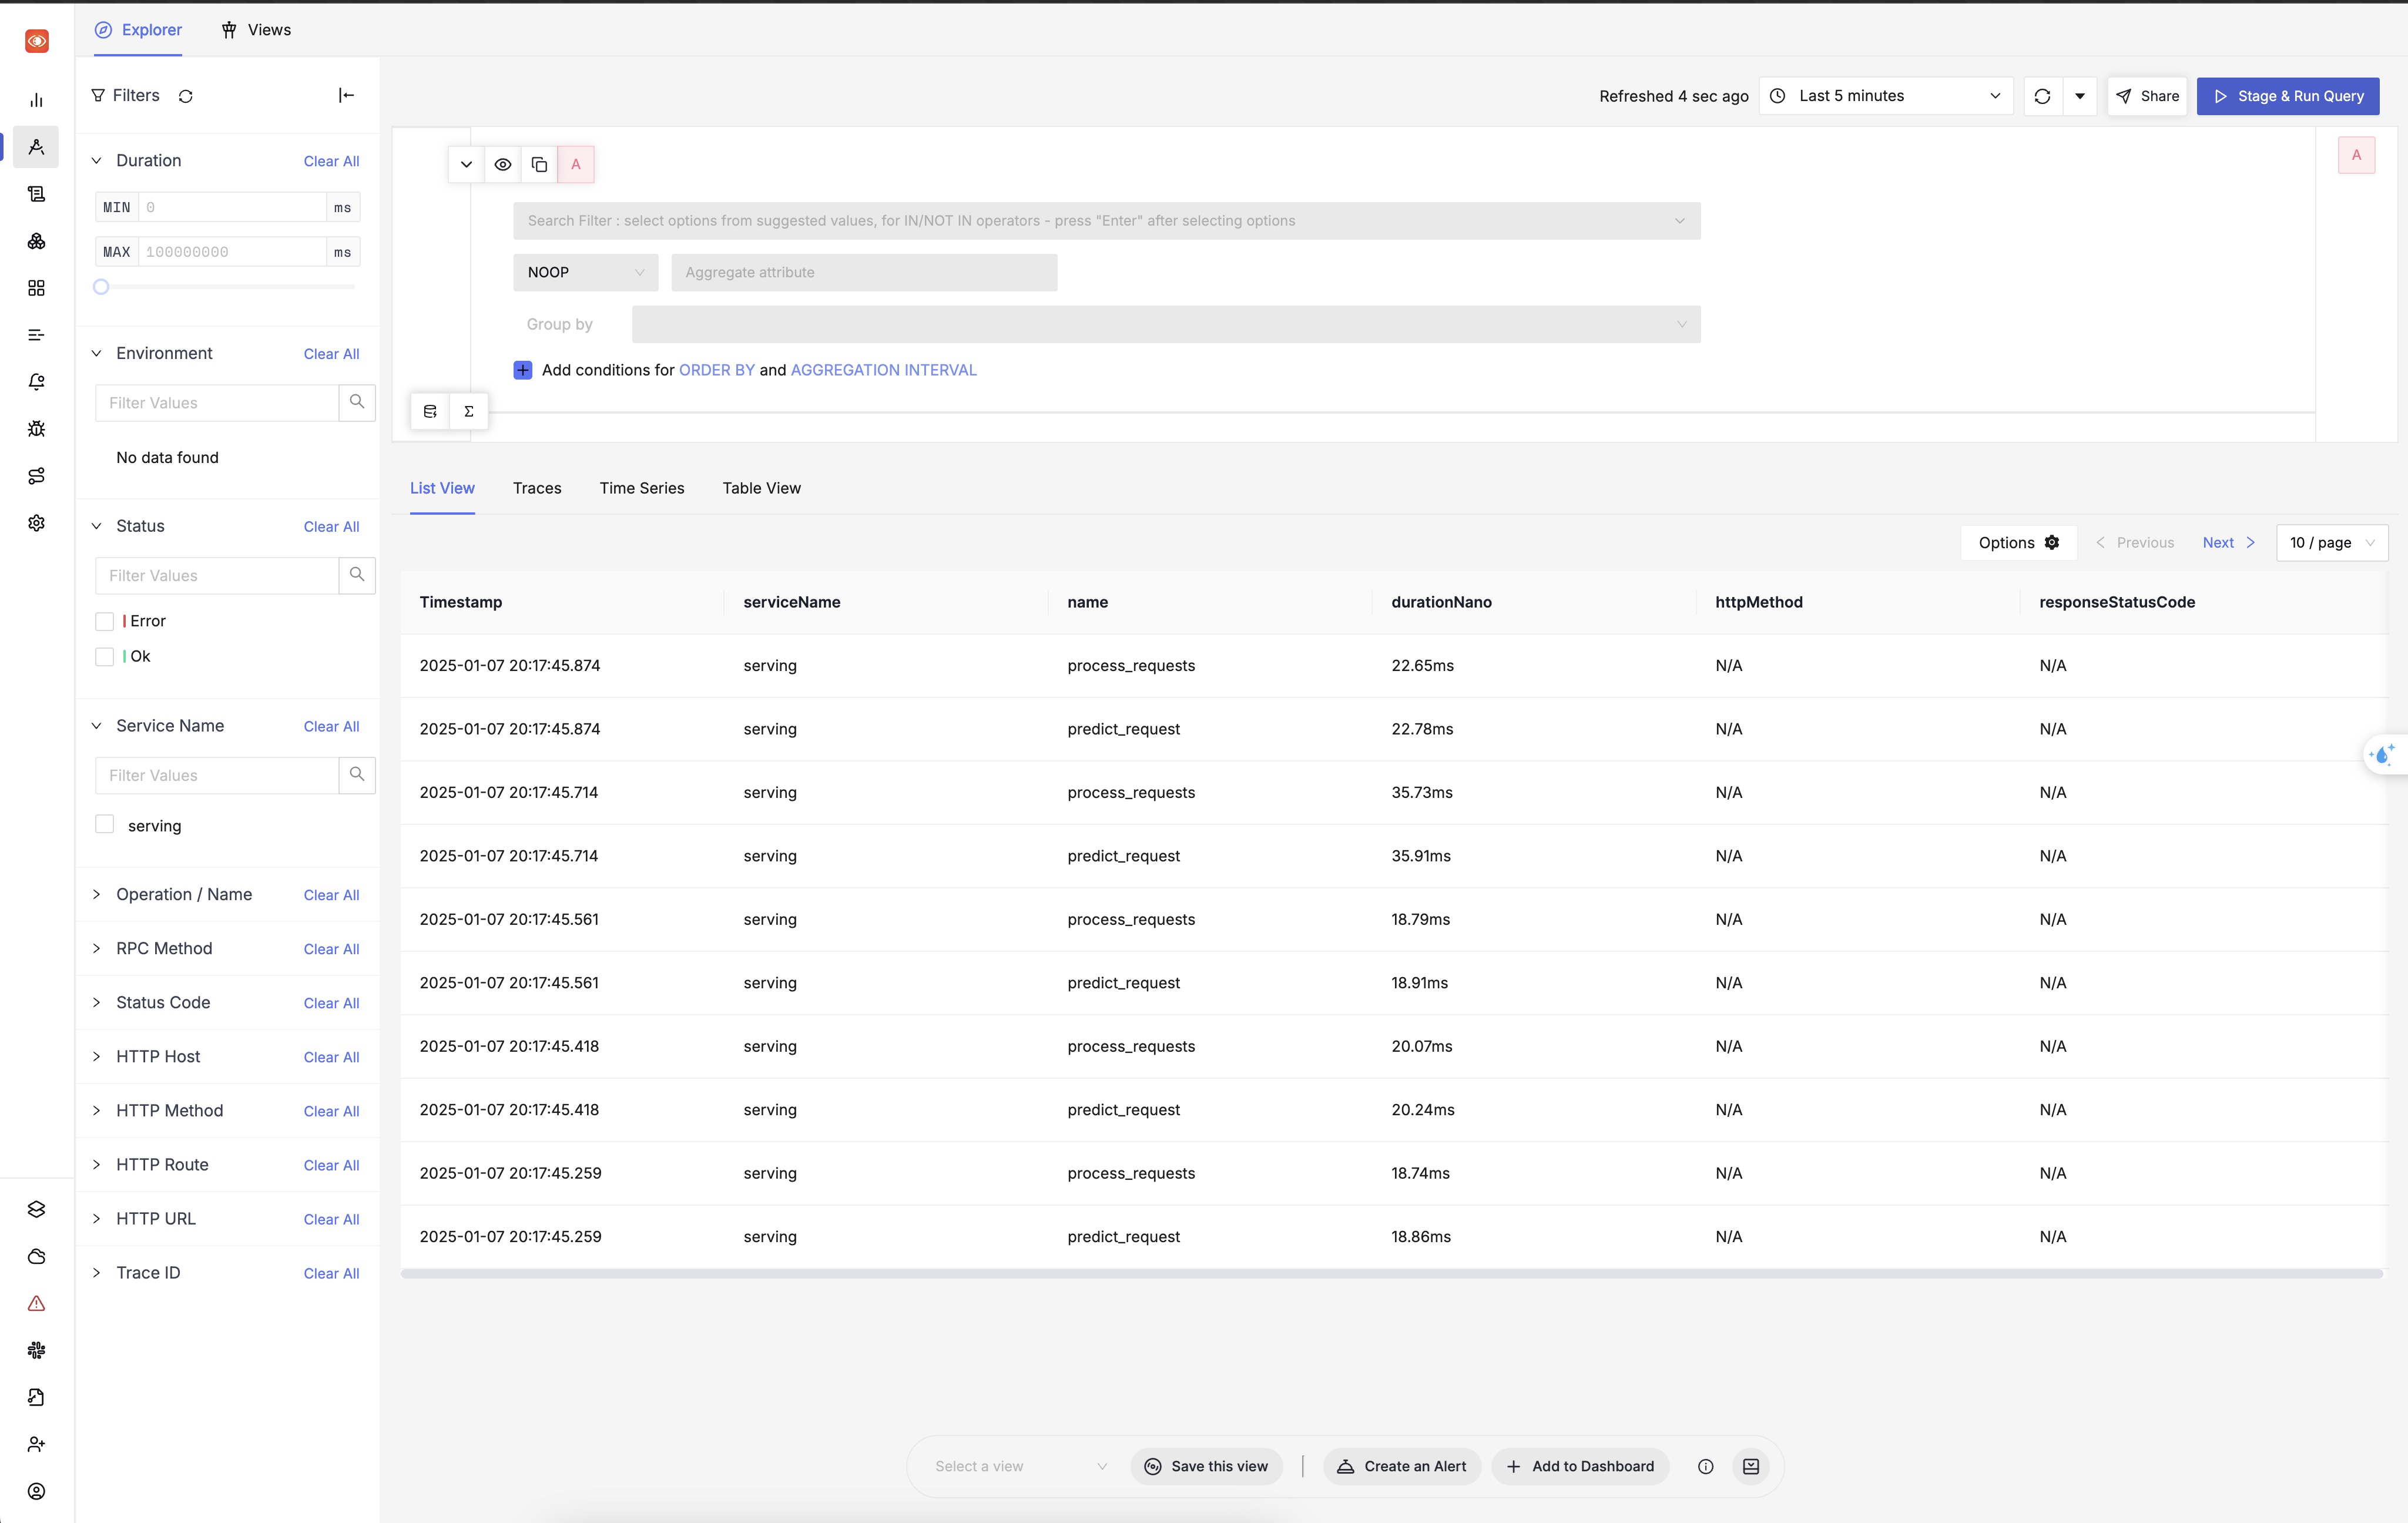 Explorer
Views
Filters
Refreshed 4 sec ago
Last 5 minutes
Share
Stage & Run Query
Duration
Clear All
MIN 0 ms
MAX 100000000 ms
Environment
Clear All
Filter Values
No data found
Status
Clear All
Filter Values
Error
Ok
Service Name
Clear All
Filter Values
serving
Operation / Name
Clear All
RPC Method
Clear All
Status Code
Clear All
HTTP Host
Clear All
HTTP Method
Clear All
HTTP Route
Clear All
HTTP URL
Clear All
Trace ID
Clear All
A
A
Search Filter : select options from suggested values, for IN/NOT IN operators - press "Enter" after selecting options
NOOP
Aggregate attribute
Group by
Add conditions for ORDER BY and AGGREGATION INTERVAL
Σ
List View
Traces
Time Series
Table View
Options
Previous
Next
10 / page
Timestamp serviceName name durationNano httpMethod responseStatusCode
2025-01-07 20:17:45.874 serving process_requests 22.65ms N/A N/A
2025-01-07 20:17:45.874 serving predict_request 22.78ms N/A N/A
2025-01-07 20:17:45.714 serving process_requests 35.73ms N/A N/A
2025-01-07 20:17:45.714 serving predict_request 35.91ms N/A N/A
2025-01-07 20:17:45.561 serving process_requests 18.79ms N/A N/A
2025-01-07 20:17:45.561 serving predict_request 18.91ms N/A N/A
2025-01-07 20:17:45.418 serving process_requests 20.07ms N/A N/A
2025-01-07 20:17:45.418 serving predict_request 20.24ms N/A N/A
2025-01-07 20:17:45.259 serving process_requests 18.74ms N/A N/A
2025-01-07 20:17:45.259 serving predict_request 18.86ms N/A N/A
Select a view
Save this view
Create an Alert
Add to Dashboard